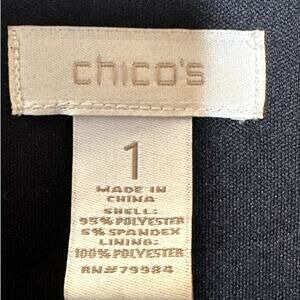 chico's
1
MADE IN
CHINA
SHELL:
95% POLYESTER
5% SPANDEX
LINING:
100% POLYESTER
RN#79984